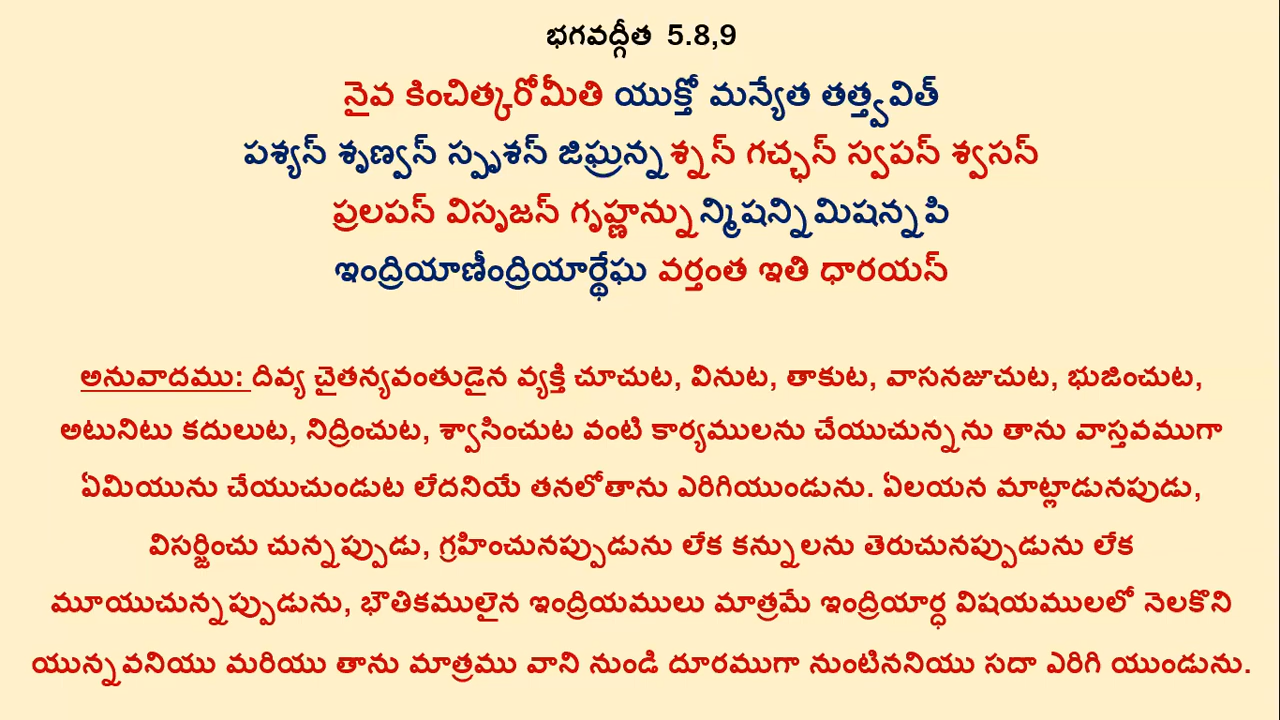 భగవద్గీత 5.8,9
నైవ కించిత్కరోమీతి యుక్తో మన్యేత తత్త్వవిత్
పశ్యన్ శృణ్వన్ స్పృశన్ జిఘ్రన్నశ్నన్ గచ్ఛన్ స్వపన్ శ్వసన్
ప్రలపన్ విసృజన్ గృహ్ణన్నున్మిషన్నిమిషన్నపి
ఇంద్రియాణీంద్రియార్థేషు వర్తంత ఇతి ధారయన్
అనువాదము: దివ్య చైతన్యవంతుడైన వ్యక్తి చూచుట, వినుట, తాకుట, వాసనజూచుట, భుజించుట,
అటునిటు కదులుట, నిద్రించుట, శ్వాసించుట వంటి కార్యములను చేయుచున్నను తాను వాస్తవముగా
ఏమియును చేయుచుండుట లేదనియే తనలోతాను ఎరిగియుండును. ఏలయన మాట్లాడునపుడు,
విసర్జించు చున్నప్పుడు, గ్రహించునప్పుడును లేక కన్నులను తెరుచునప్పుడును లేక
మూయుచున్నప్పుడును, భౌతికములైన ఇంద్రియములు మాత్రమే ఇంద్రియార్ధ విషయములలో నెలకొని
యున్నవనియు మరియు తాను మాత్రము వాని నుండి దూరముగా నుంటిననియు సదా ఎరిగి యుండును.